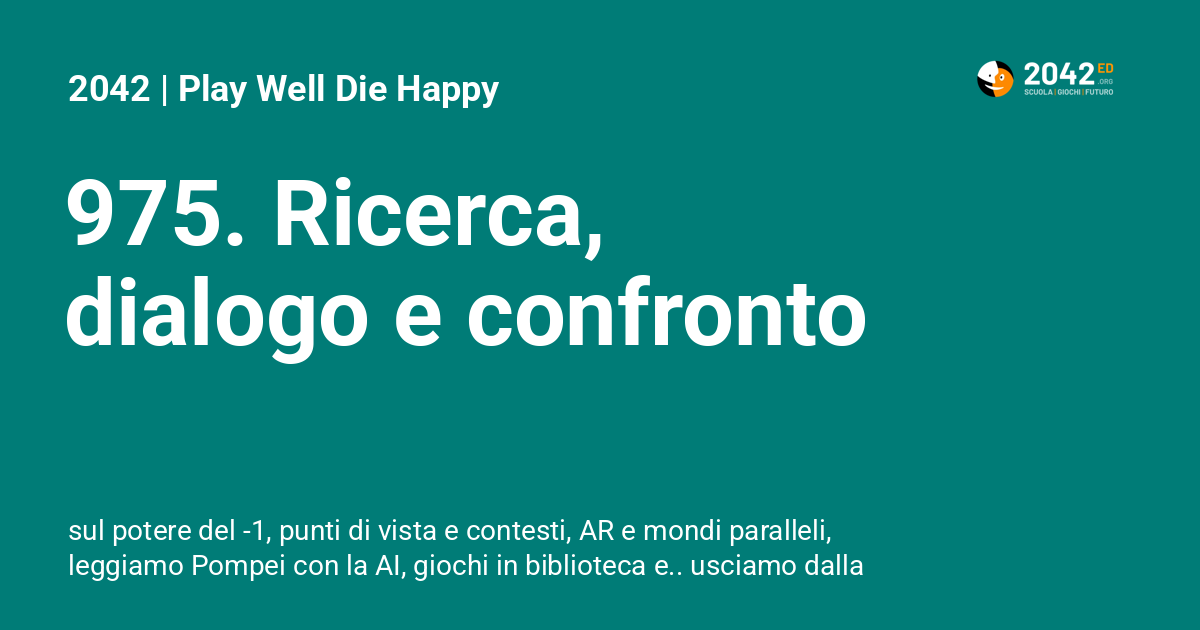 2042 | Play Well Die Happy
2042 ED
.ORG
SCUOLA | GIOCHI | FUTURO
975. Ricerca,
dialogo e confronto
sul potere del -1, punti di vista e contesti, AR e mondi paralleli,
leggiamo Pompei con la AI, giochi in biblioteca e.. usciamo dalla